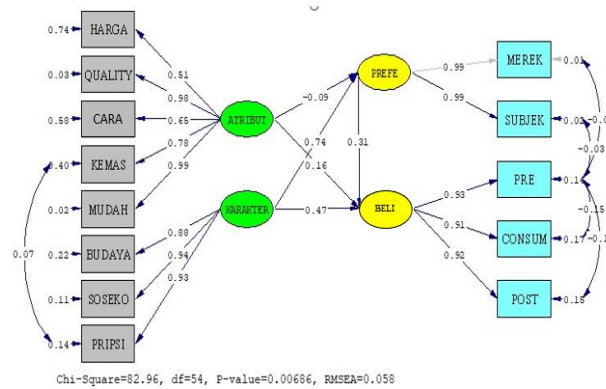 0.74 HARGA
0.03 QUALITY
0.58 CARA
0.40 KEMAS
0.02 MUDAH
0.22 BUDAYA
0.11 SOSEKO
0.14 PRIPSI
0.07
0.51
0.98
0.65
0.78
0.99
0.88
0.94
0.93
ATRIBUT
KARAKTER
-0.09
0.74
0.16
0.47
0.31
PREFE
BELI
0.99
0.99
0.93
0.91
0.92
MEREK 0.01
SUBJEK
PRE 0.14
CONSUM 0.17
POST 0.15
-0.03
-0.15
Chi-Square=82.96, df=54, P-value=0.00686, RMSEA=0.058